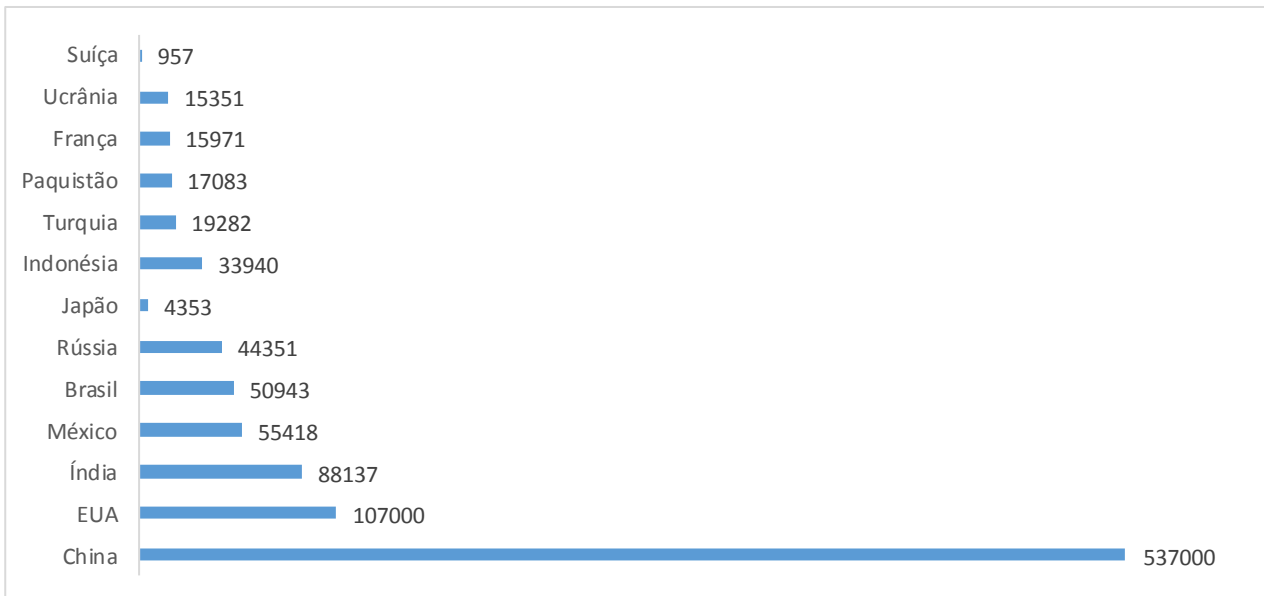 Suíça 957
Ucrânia 15351
França 15971
Paquistão 17083
Turquia 19282
Indonésia 33940
Japão 4353
Rússia 44351
Brasil 50943
México 55418
Índia 88137
EUA 107000
China 537000